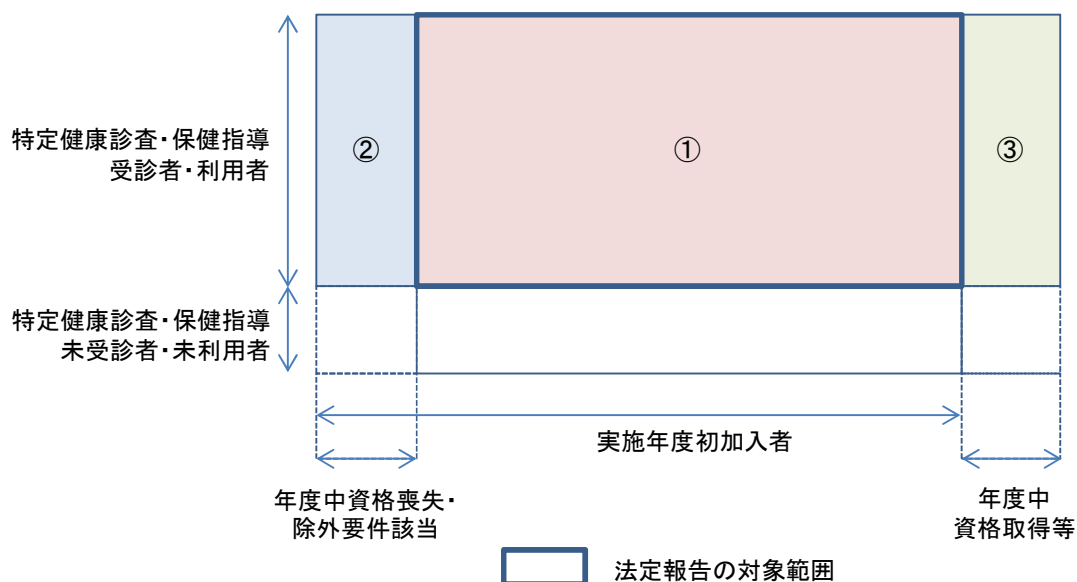 特定健康診査・保健指導
受診者・利用者
②
①
③
特定健康診査・保健指導
未受診者・未利用者
実施年度初加入者
年度中資格喪失・
除外要件該当
年度中
資格取得等
法定報告の対象範囲